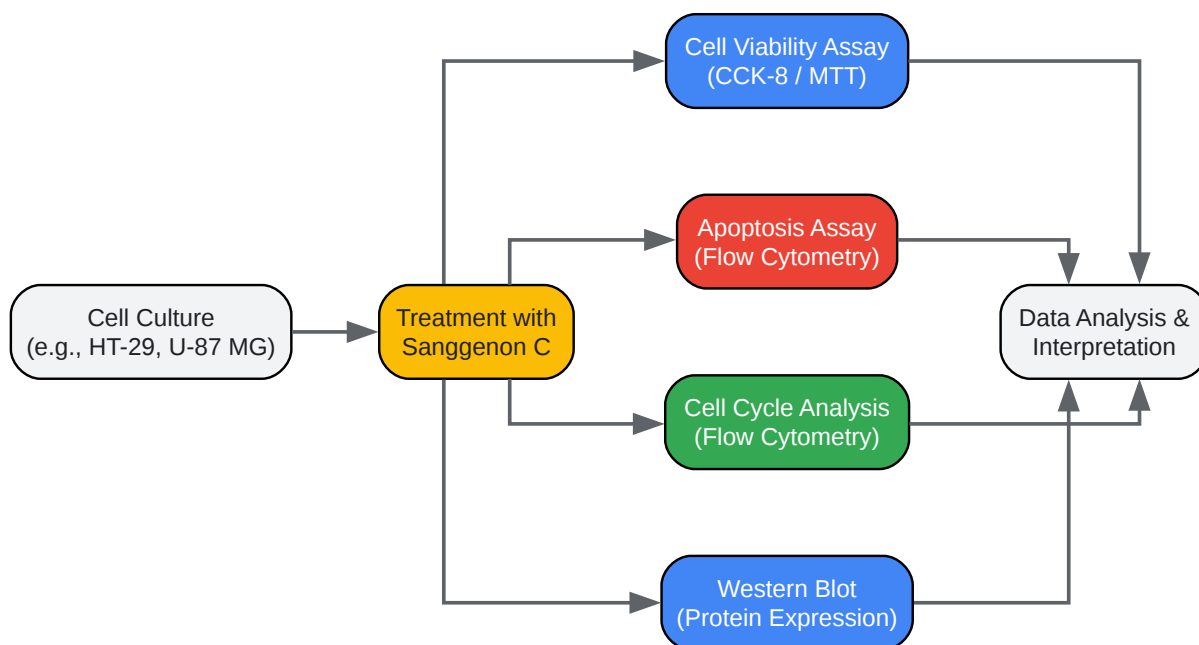 Cell Culture
(e.g., HT-29, U-87 MG)
Treatment with
Sanggenon C
Cell Viability Assay
(CCK-8 / MTT)
Apoptosis Assay
(Flow Cytometry)
Cell Cycle Analysis
(Flow Cytometry)
Western Blot
(Protein Expression)
Data Analysis &
Interpretation